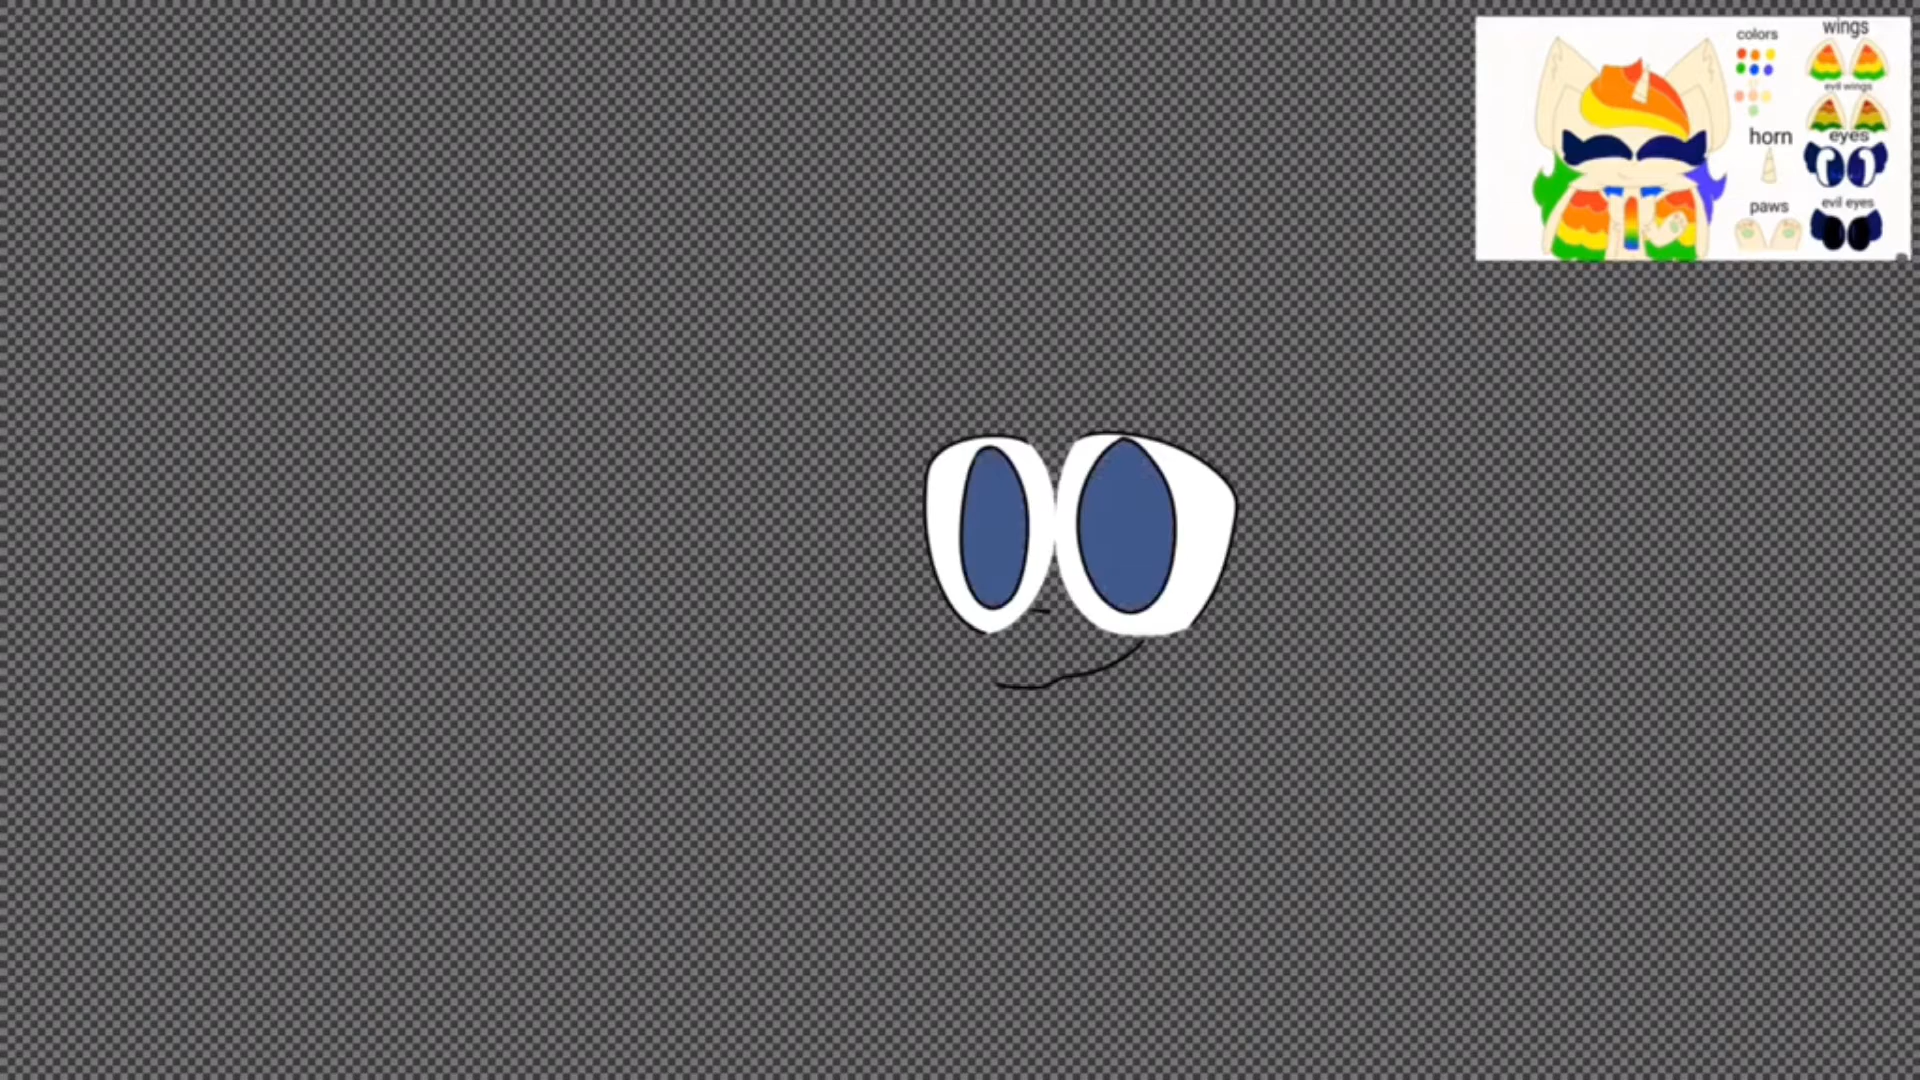 colors
wings
evil wings
horn
eyes
paws
evil eyes